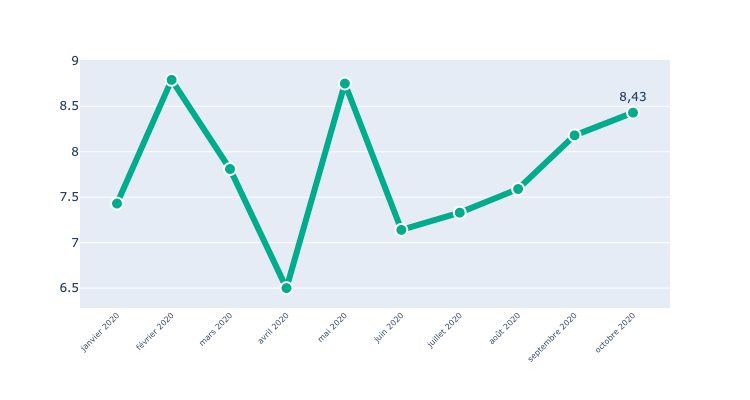 9
8.5
8
7.5
7
6.5
8,43
janvier 2020
février 2020
mars 2020
avril 2020
mai 2020
juin 2020
juillet 2020
août 2020
septembre 2020
octobre 2020